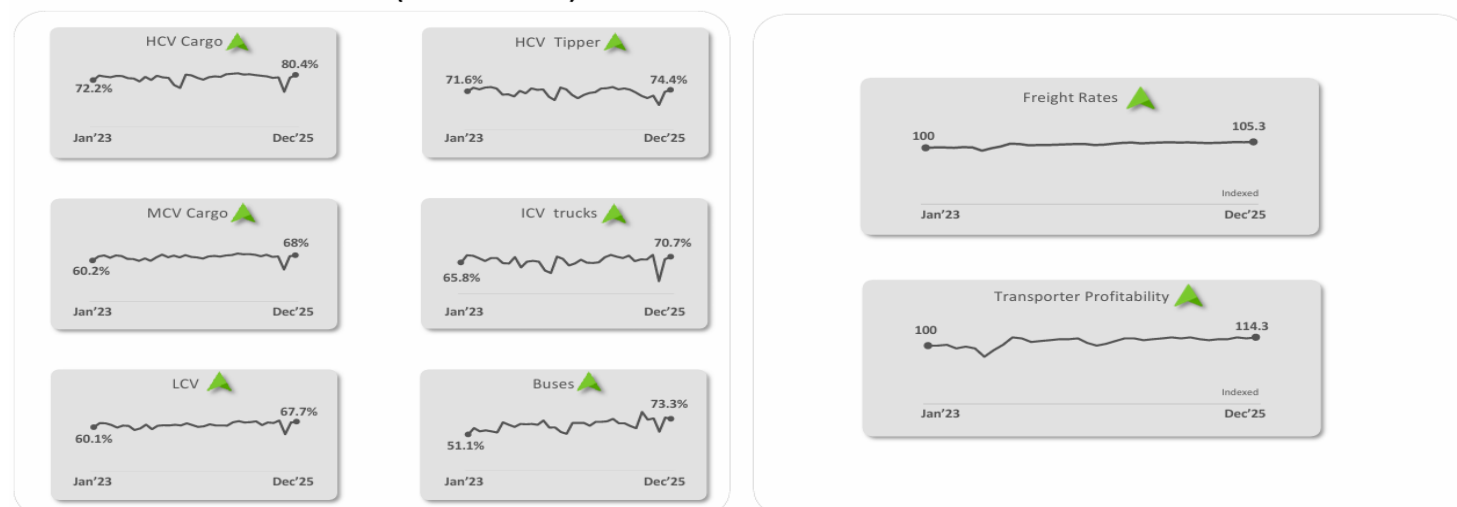 HCV Cargo
80.4%
72.2%
Jan'23 Dec'25
HCV Tipper
71.6% 74.4%
Jan'23 Dec'25
MCV Cargo
68%
60.2%
Jan'23 Dec'25
ICV trucks
70.7%
65.8%
Jan'23 Dec'25
LCV
67.7%
60.1%
Jan'23 Dec'25
Buses
73.3%
51.1%
Jan'23 Dec'25
Freight Rates
100 105.3
Indexed
Jan'23 Dec'25
Transporter Profitability
100 114.3
Indexed
Jan'23 Dec'25